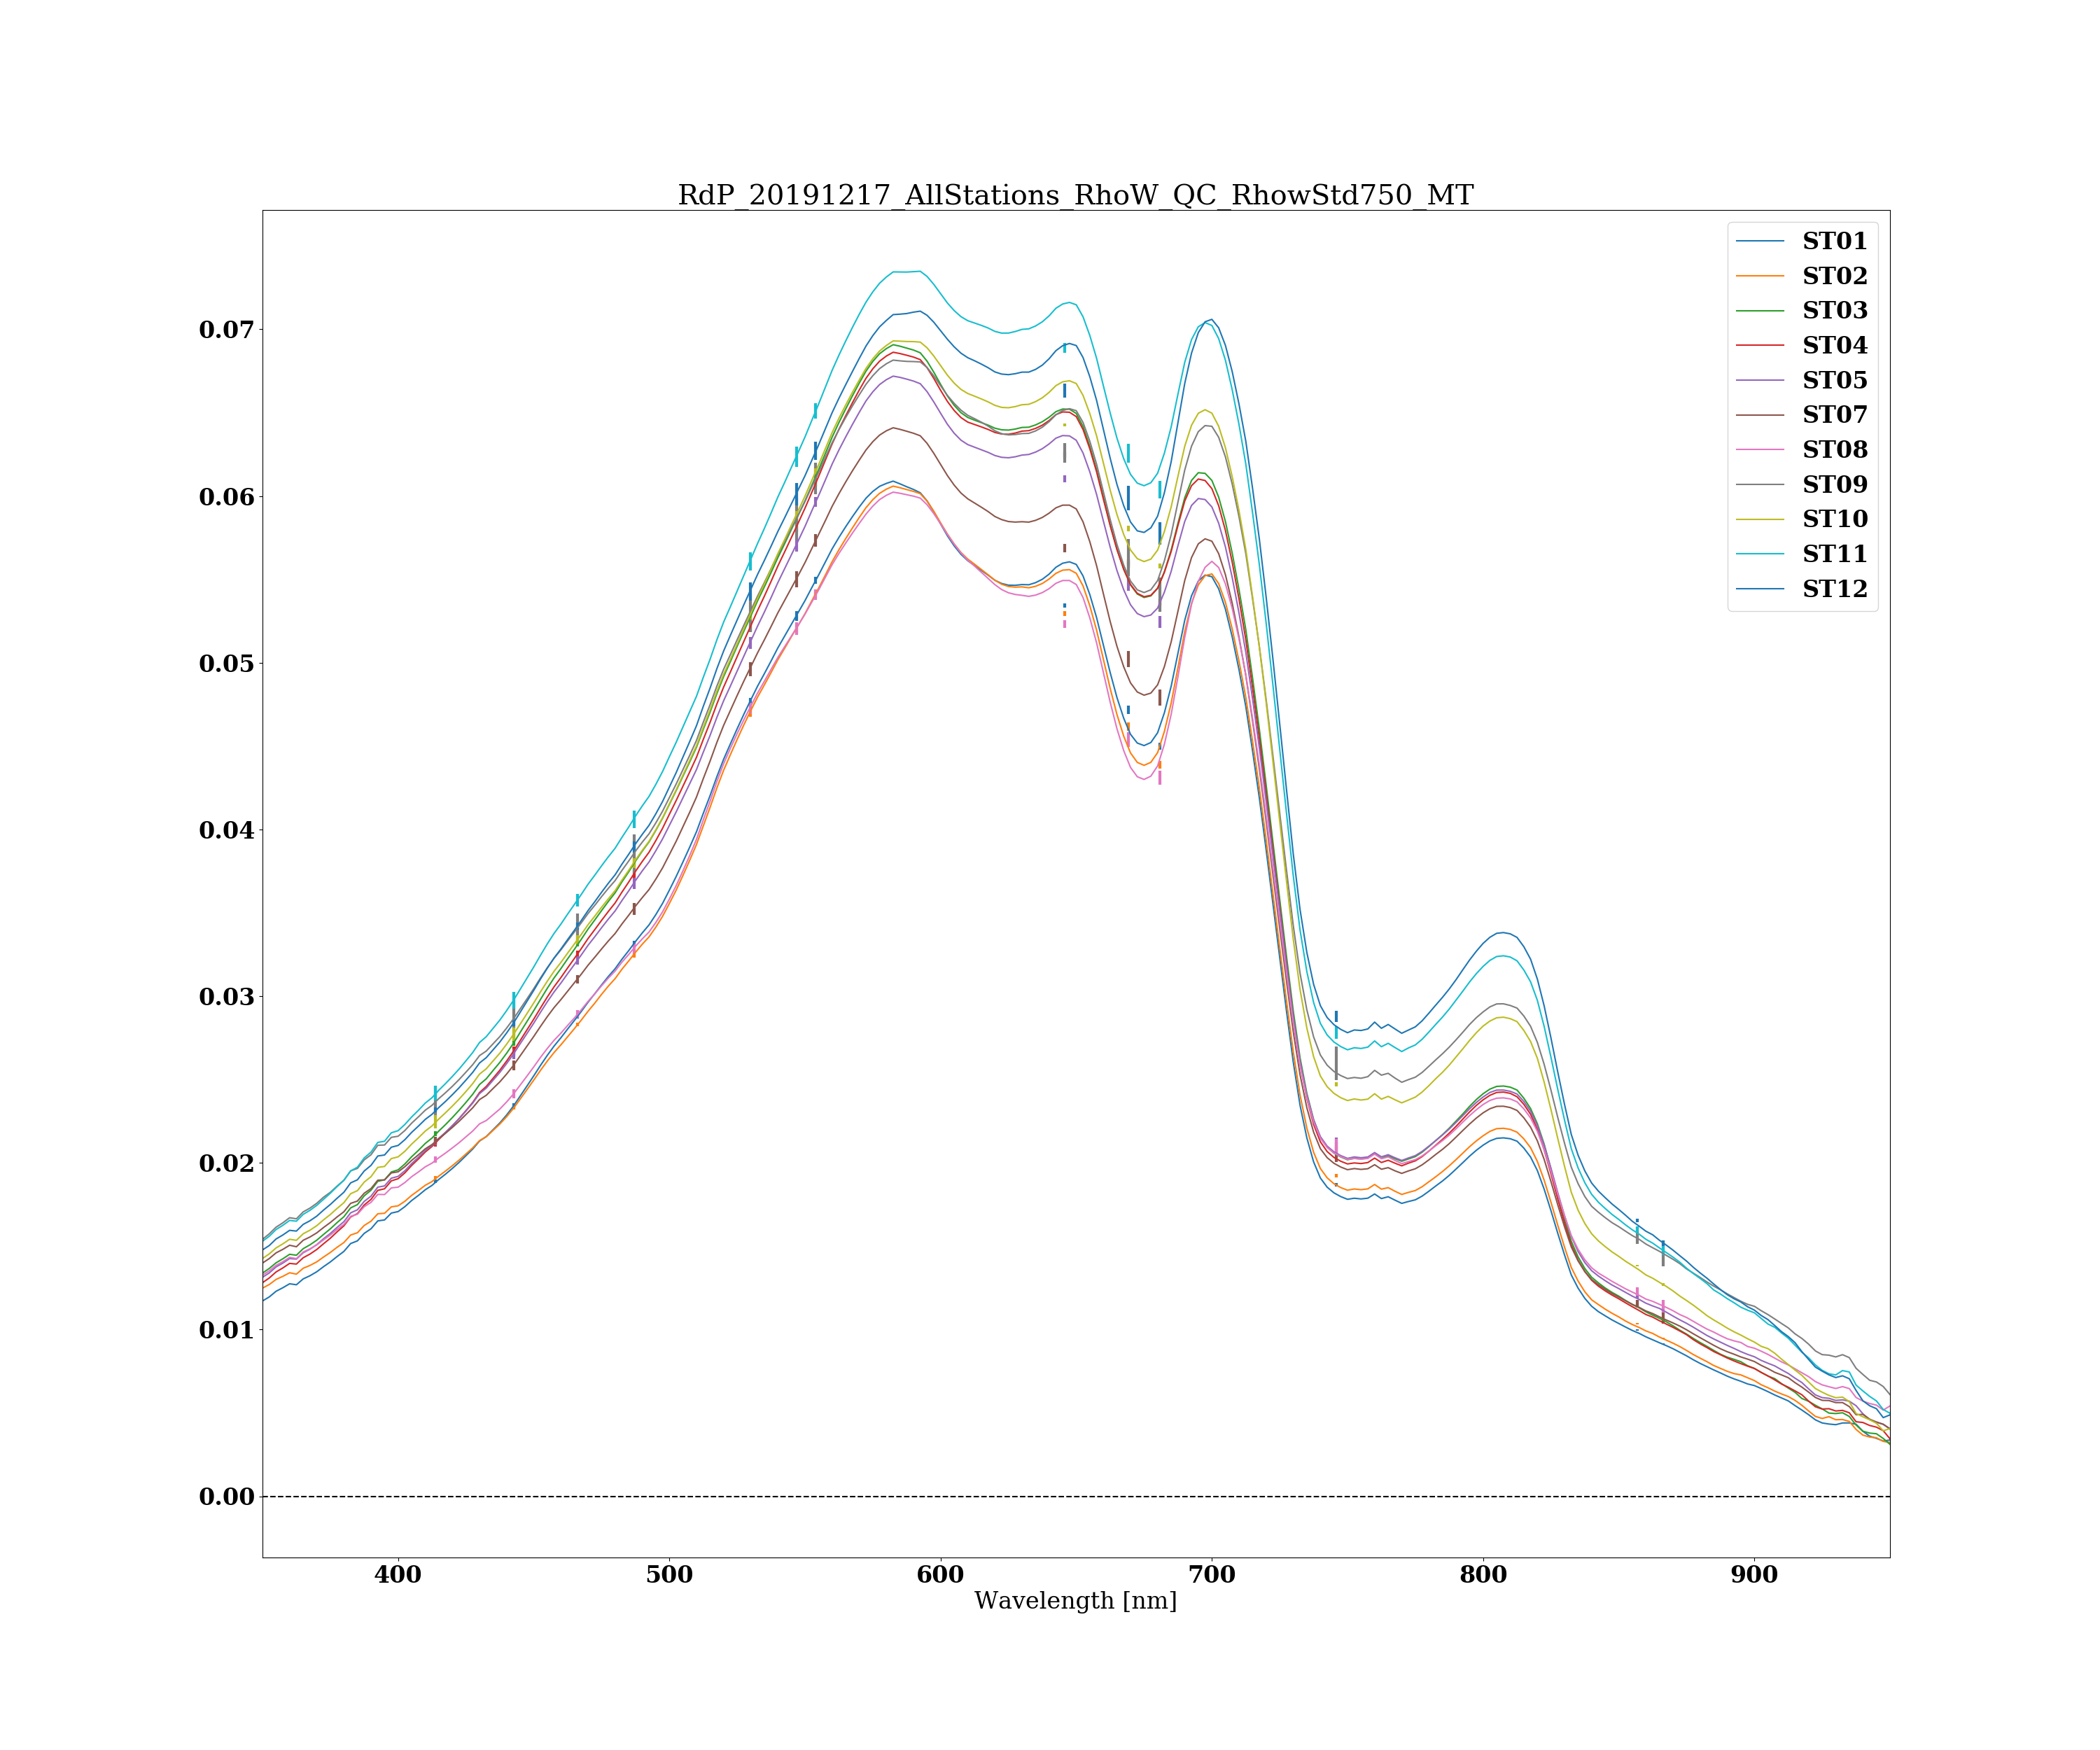 RdP_20191217_AllStations_RhoW_QC_RhowStd750_MT
ST01
ST02
ST03
ST04
ST05
ST07
ST08
ST09
ST10
ST11
ST12
0.07
0.06
0.05
0.04
0.03
0.02
0.01
0.00
400 500 600 700 800 900
Wavelength [nm]